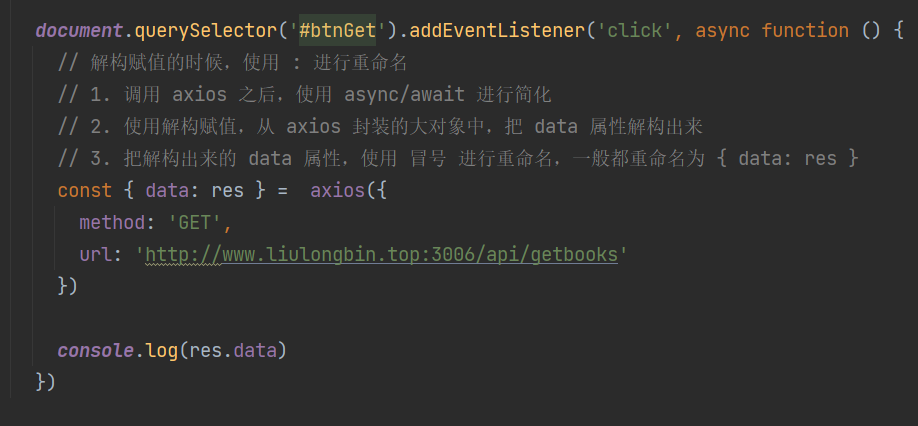 document.querySelector('#btnGet').addEventListener('click', async function () {
// 解构赋值的时候，使用 : 进行重命名
// 1. 调用 axios 之后，使用 async/await 进行简化
// 2. 使用解构赋值，从 axios 封装的大对象中，把 data 属性解构出来
// 3. 把解构出来的 data 属性，使用 冒号 进行重命名，一般都重命名为 { data: res }
const { data: res } =  axios({
method: 'GET',
url: 'http://www.liulongbin.top:3006/api/getbooks'
})
console.log(res.data)
})